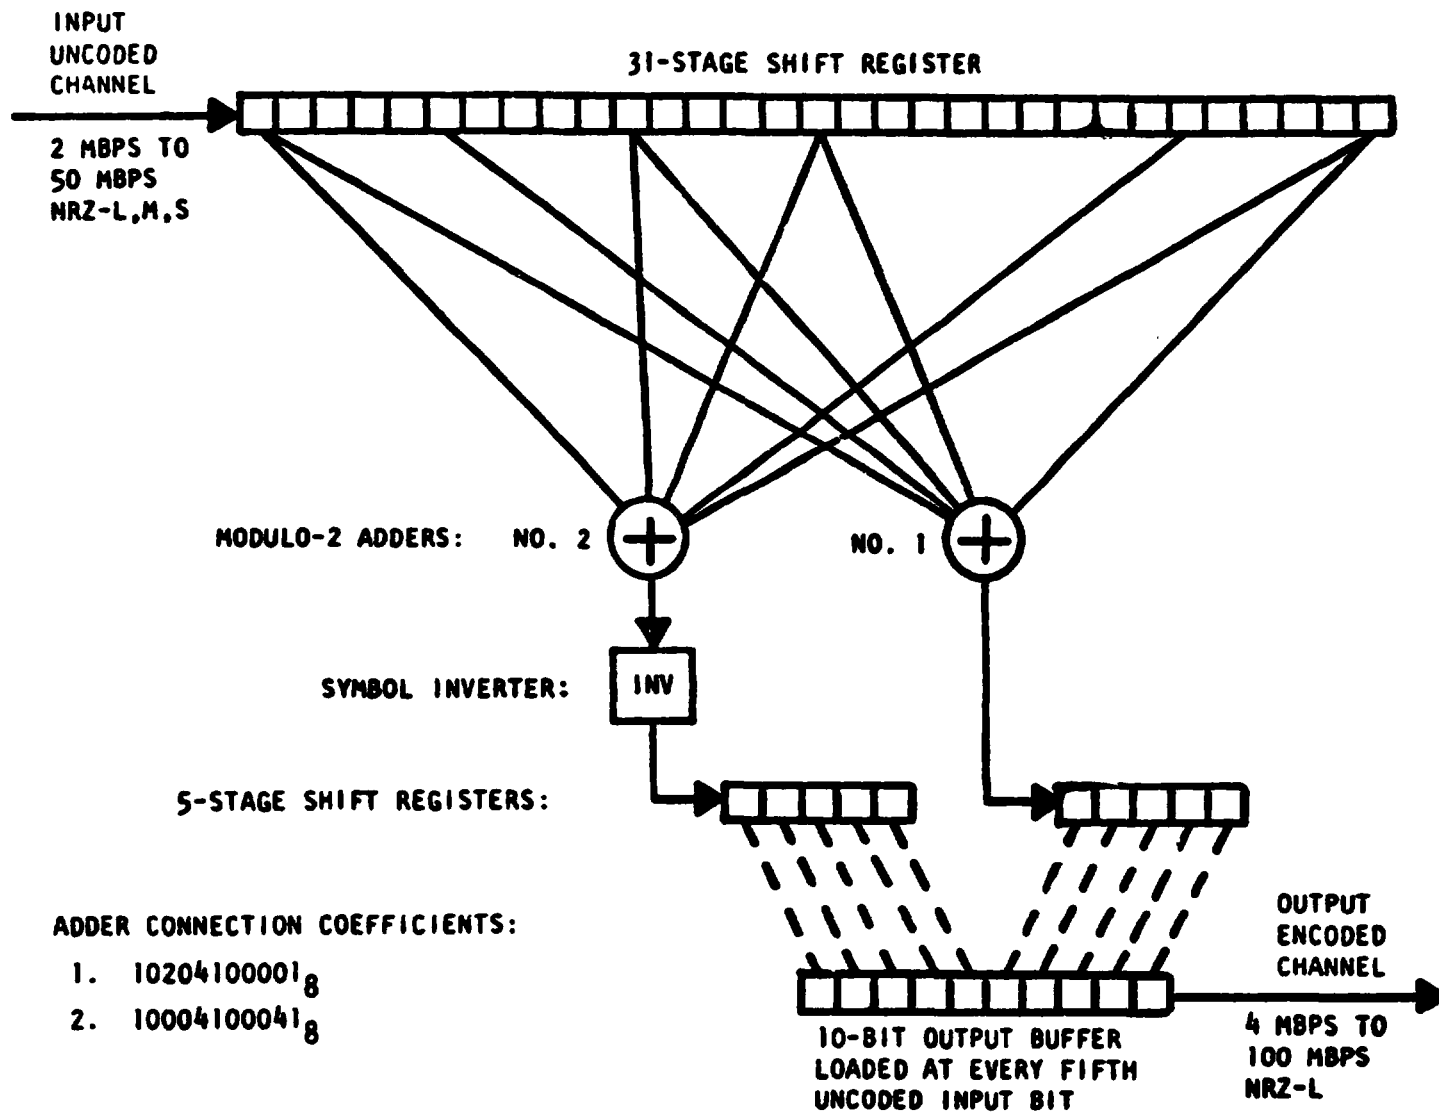 INPUT
UNCODED
CHANNEL
31-STAGE SHIFT REGISTER
2 MBPS TO
50 MBPS
NRZ-L,M,S
MODULO-2 ADDERS: NO. 2
NO. 1
SYMBOL INVERTER: INV
5-STAGE SHIFT REGISTERS:
ADDER CONNECTION COEFFICIENTS:
1. 10204100001₈
2. 10004100041₈
OUTPUT
ENCODED
CHANNEL
4 MBPS TO
100 MBPS
NRZ-L
10-BIT OUTPUT BUFFER
LOADED AT EVERY FIFTH
UNCODED INPUT BIT